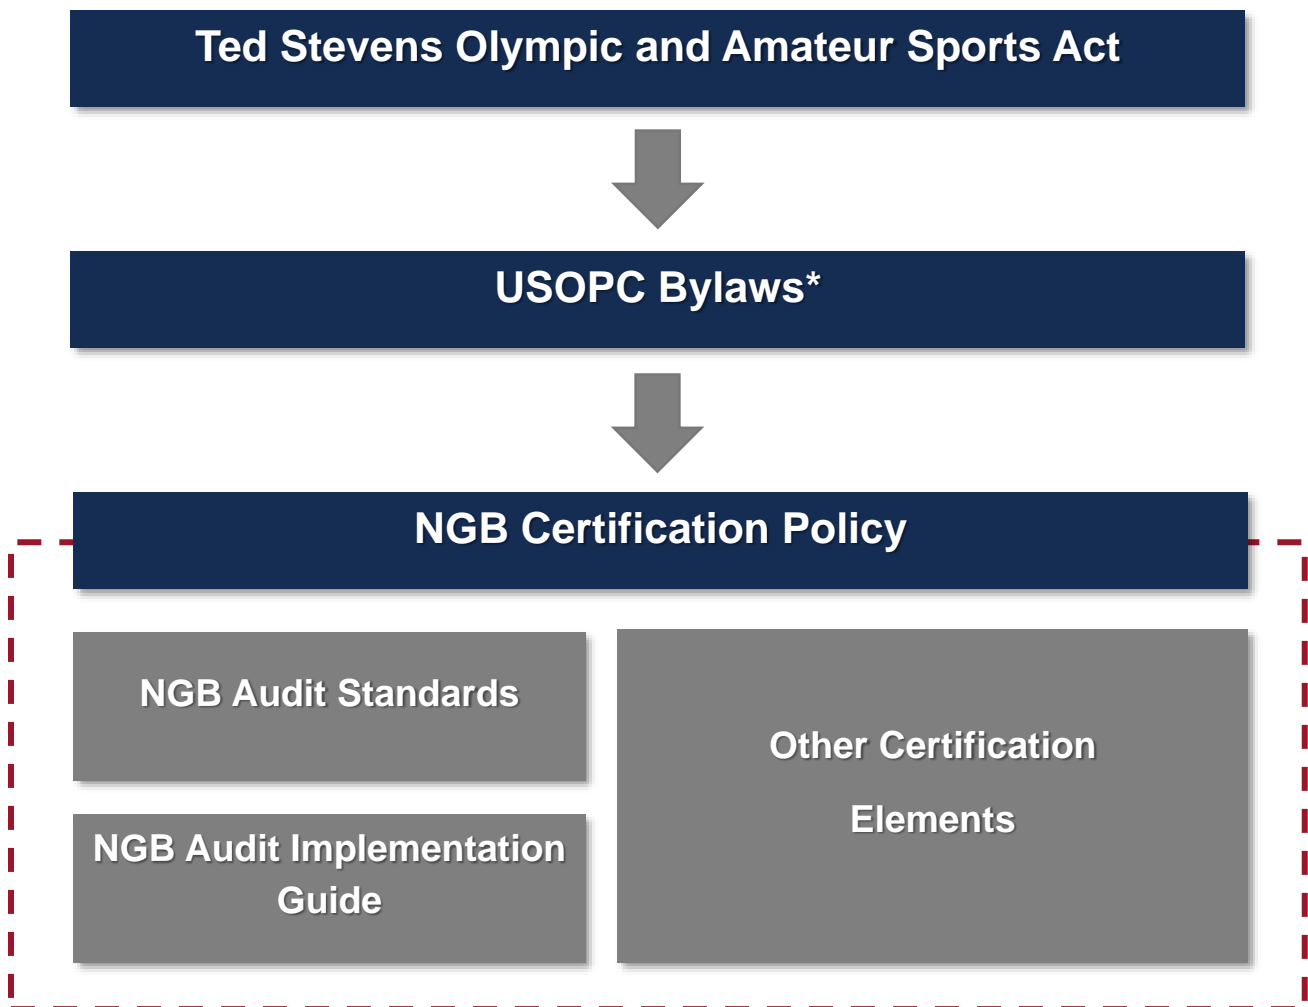 Ted Stevens Olympic and Amateur Sports Act
USOPC Bylaws*
NGB Certification Policy
NGB Audit Standards
Other Certification
Elements
NGB Audit Implementation
Guide